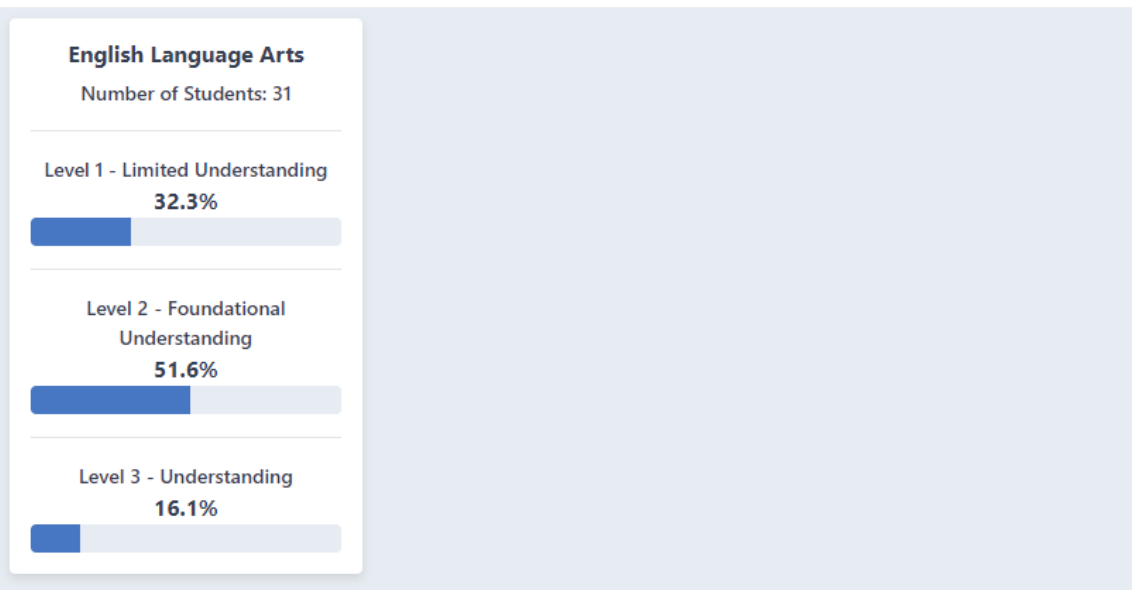 English Language Arts
Number of Students: 31
Level 1 - Limited Understanding
32.3%
Level 2 - Foundational
Understanding
51.6%
Level 3 - Understanding
16.1%